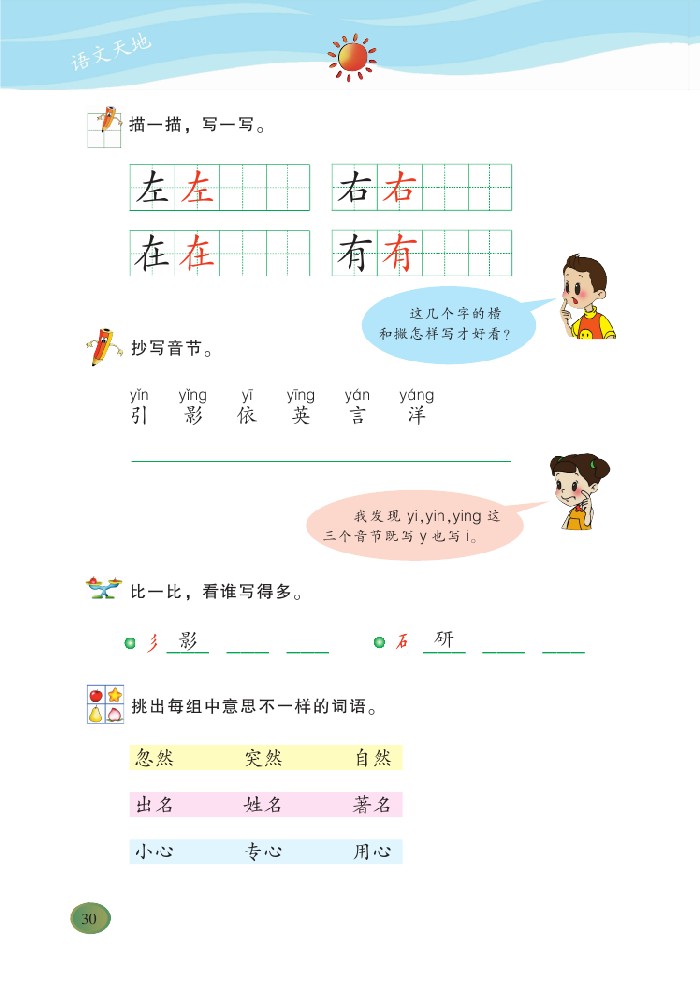 语文天地
描一描，写一写。
左 左 右 右
在 在 有 有
这几个字的横
和撇怎样写才好看？
抄写音节。
yǐn yǐng yī yīng yán yáng
引 影 依 英 言 洋
我发现 yi,yin,ying 这
三个音节既写 y 也写 i。
比一比，看谁写得多。
彡 影 石 研
挑出每组中意思不一样的词语。
忽然 突然 自然
出名 姓名 著名
小心 专心 用心
30